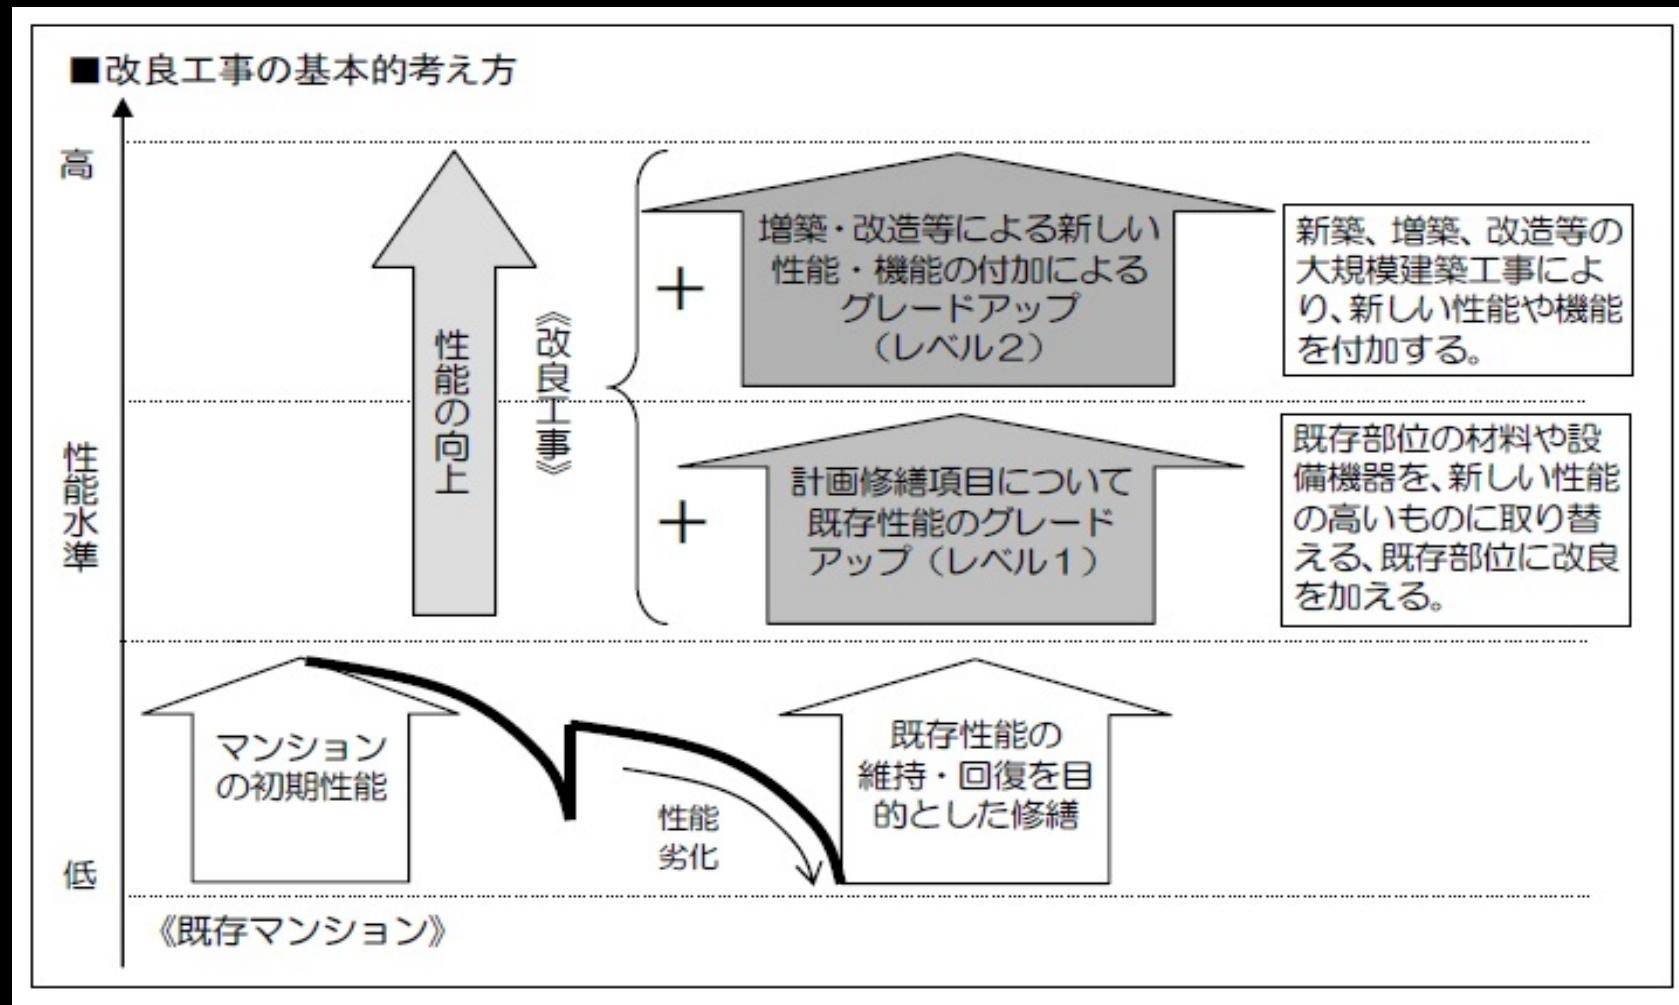 ■改良工事の基本的考え方
高
性能水準
低
性能の向上
《改良工事》
＋
増築・改造等による新しい
性能・機能の付加による
グレードアップ
（レベル２）
新築、増築、改造等の
大規模建築工事によ
り、新しい性能や機能
を付加する。
＋
計画修繕項目について
既存性能のグレード
アップ（レベル１）
既存部位の材料や設
備機器を、新しい性能
の高いものに取り替
える、既存部位に改良
を加える。
マンション
の初期性能
性能
劣化
既存性能の
維持・回復を目
的とした修繕
《既存マンション》